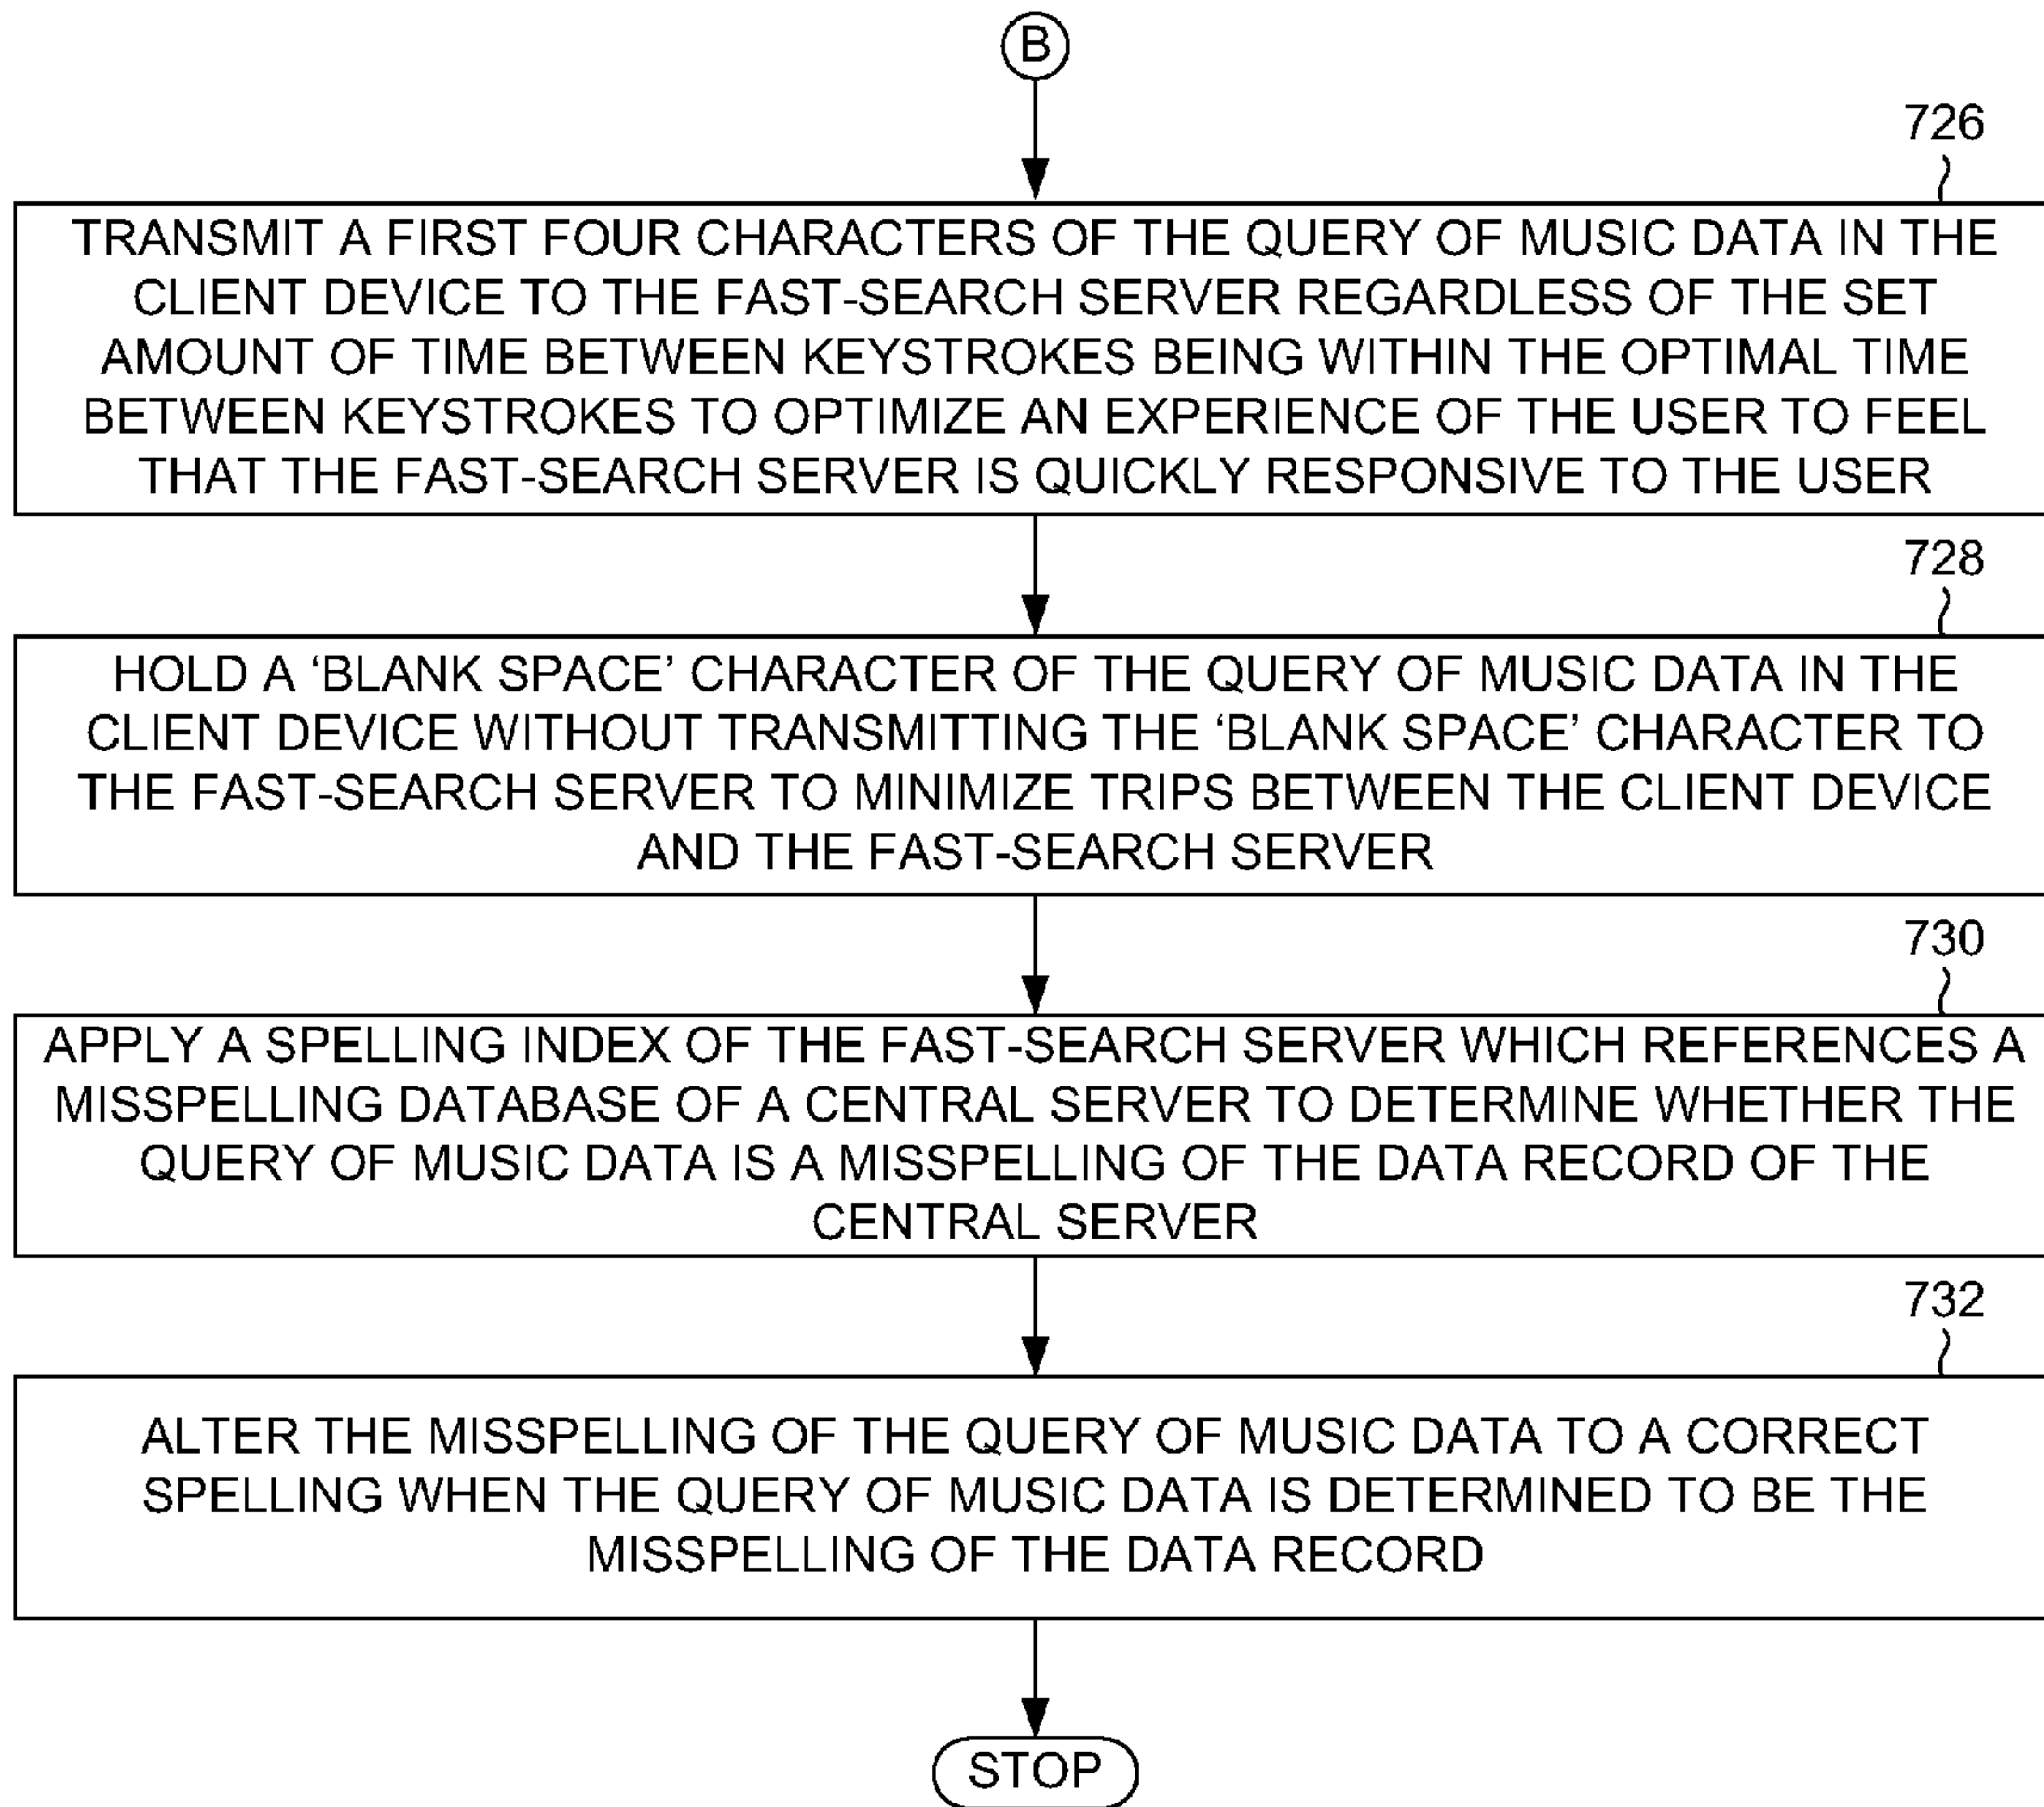 B
726
TRANSMIT A FIRST FOUR CHARACTERS OF THE QUERY OF MUSIC DATA IN THE
CLIENT DEVICE TO THE FAST-SEARCH SERVER REGARDLESS OF THE SET
AMOUNT OF TIME BETWEEN KEYSTROKES BEING WITHIN THE OPTIMAL TIME
BETWEEN KEYSTROKES TO OPTIMIZE AN EXPERIENCE OF THE USER TO FEEL
THAT THE FAST-SEARCH SERVER IS QUICKLY RESPONSIVE TO THE USER
728
HOLD A ‘BLANK SPACE’ CHARACTER OF THE QUERY OF MUSIC DATA IN THE
CLIENT DEVICE WITHOUT TRANSMITTING THE ‘BLANK SPACE’ CHARACTER TO
THE FAST-SEARCH SERVER TO MINIMIZE TRIPS BETWEEN THE CLIENT DEVICE
AND THE FAST-SEARCH SERVER
730
APPLY A SPELLING INDEX OF THE FAST-SEARCH SERVER WHICH REFERENCES A
MISSPELLING DATABASE OF A CENTRAL SERVER TO DETERMINE WHETHER THE
QUERY OF MUSIC DATA IS A MISSPELLING OF THE DATA RECORD OF THE
CENTRAL SERVER
732
ALTER THE MISSPELLING OF THE QUERY OF MUSIC DATA TO A CORRECT
SPELLING WHEN THE QUERY OF MUSIC DATA IS DETERMINED TO BE THE
MISSPELLING OF THE DATA RECORD
STOP